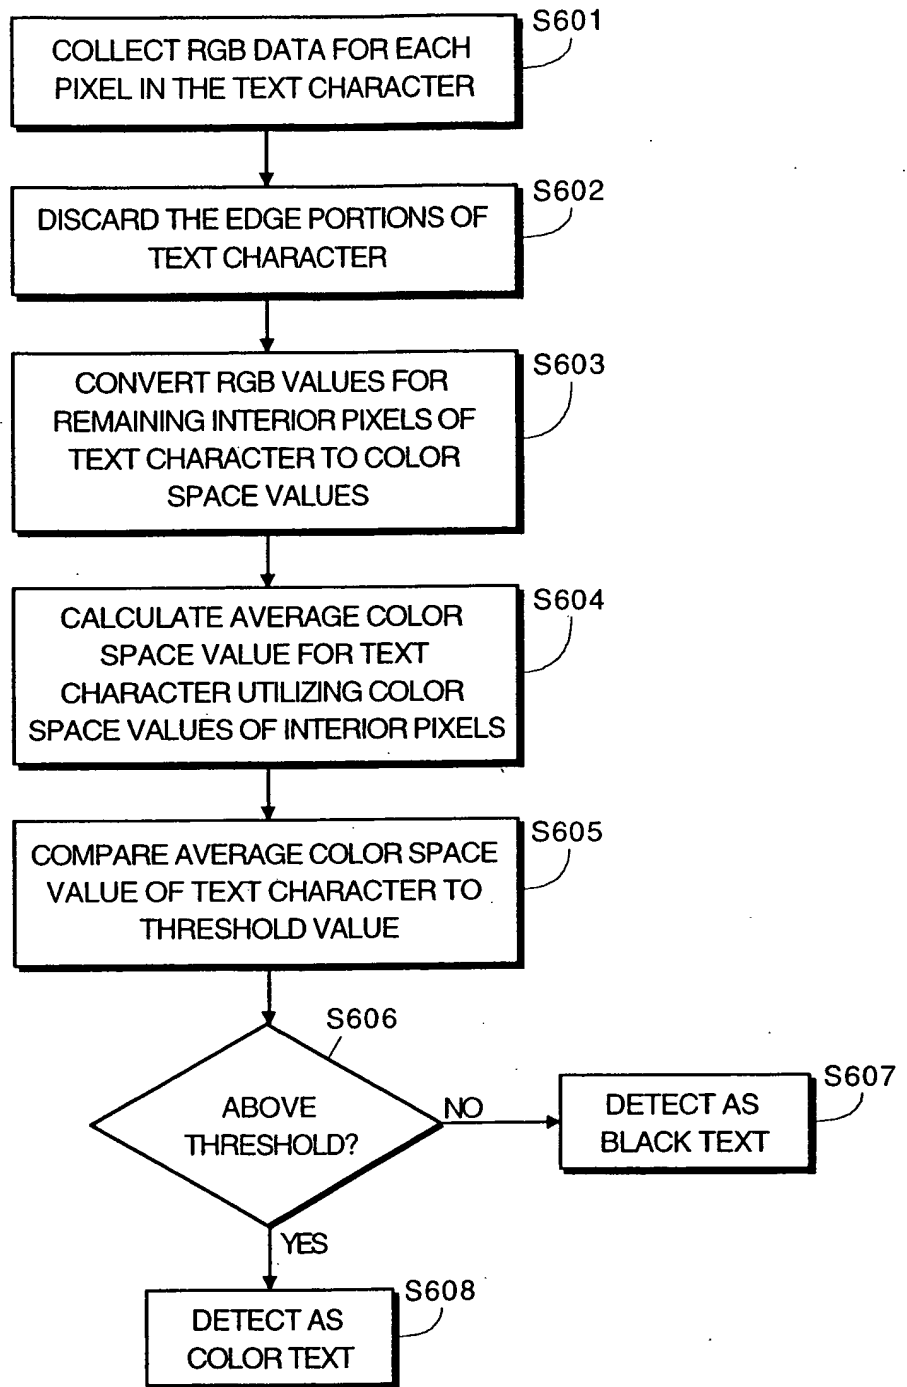 S601
COLLECT RGB DATA FOR EACH
PIXEL IN THE TEXT CHARACTER
S602
DISCARD THE EDGE PORTIONS OF
TEXT CHARACTER
S603
CONVERT RGB VALUES FOR
REMAINING INTERIOR PIXELS OF
TEXT CHARACTER TO COLOR
SPACE VALUES
S604
CALCULATE AVERAGE COLOR
SPACE VALUE FOR TEXT
CHARACTER UTILIZING COLOR
SPACE VALUES OF INTERIOR PIXELS
S605
COMPARE AVERAGE COLOR SPACE
VALUE OF TEXT CHARACTER TO
THRESHOLD VALUE
S606
ABOVE
THRESHOLD?
NO
S607
DETECT AS
BLACK TEXT
YES
S608
DETECT AS
COLOR TEXT